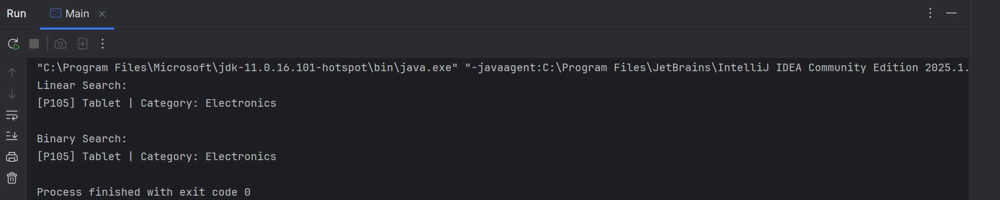 Run Main
"C:\Program Files\Microsoft\jdk-11.0.16.101-hotspot\bin\java.exe" "-javaagent:C:\Program Files\JetBrains\IntelliJ IDEA Community Edition 2025.1.
Linear Search:
[P105] Tablet | Category: Electronics
Binary Search:
[P105] Tablet | Category: Electronics
Process finished with exit code 0